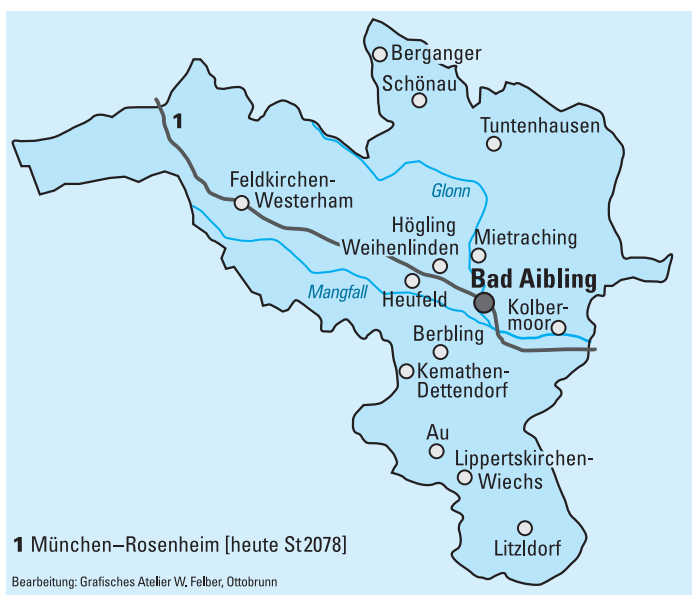 Berganger
Schönau
Tuntenhausen
1
Feldkirchen-
Westerham
Glonn
Högling
Weihenlinden
Mietraching
Bad Aibling
Mangfall
Heufeld
Kolber-
moor
Berbling
Kemathen-
Dettendorf
Au
Lippertskirchen-
Wiechs
Litzldorf
1 München–Rosenheim [heute St2078]
Bearbeitung: Grafisches Atelier W. Felber, Ottobrunn